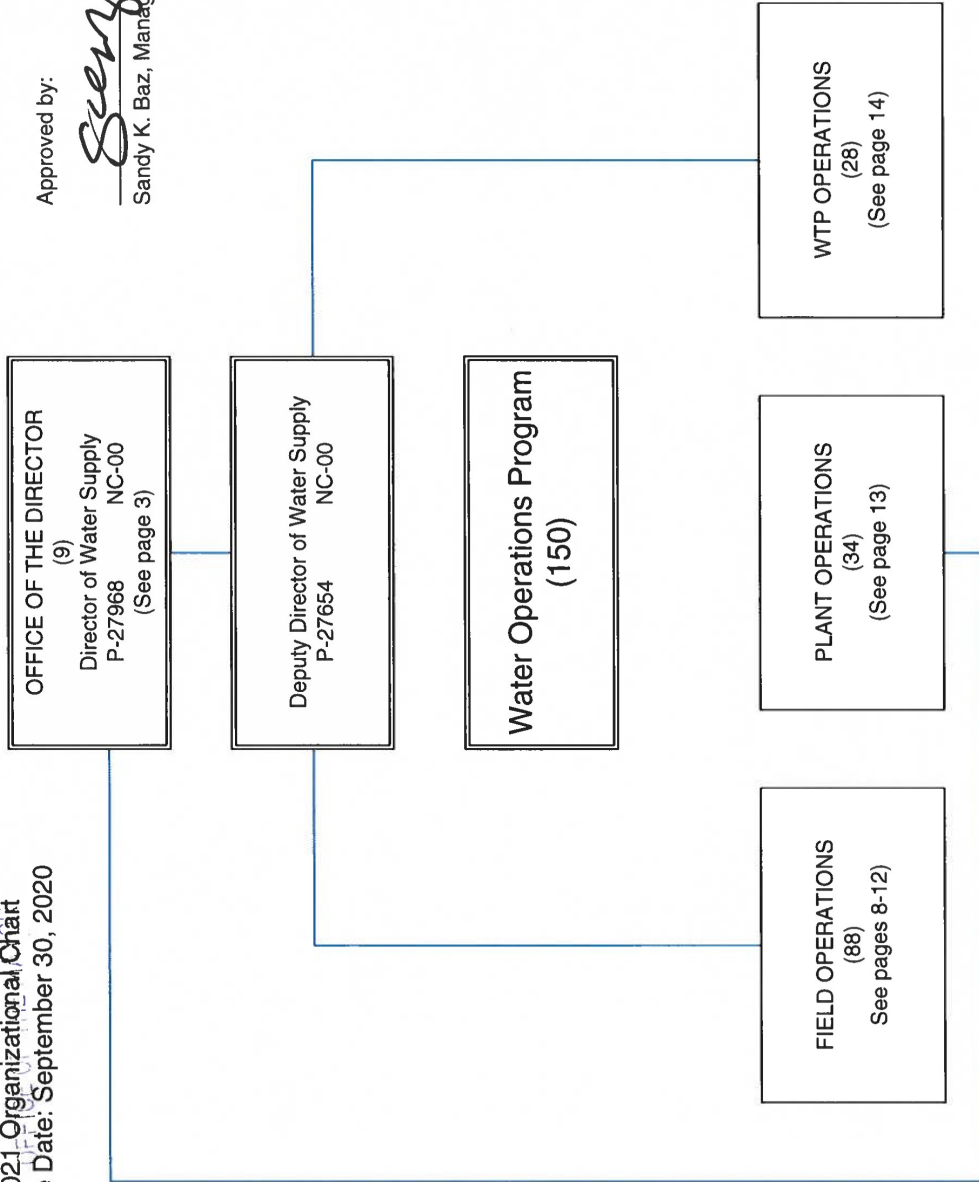 021 Organizational Chart
Date: September 30, 2020
Approved by:
Sandy K. Baz,
OFFICE OF THE DIRECTOR
(9)
Director of Water Supply
P-27968 NC-00
(See page 3)
Deputy Director of Water Supply
P-27654 NC-00
Water Operations Program
(150)
FIELD OPERATIONS
(88)
See pages 8-12)
PLANT OPERATIONS
(34)
(See page 13)
WTP OPERATIONS
(28)
(See page 14)